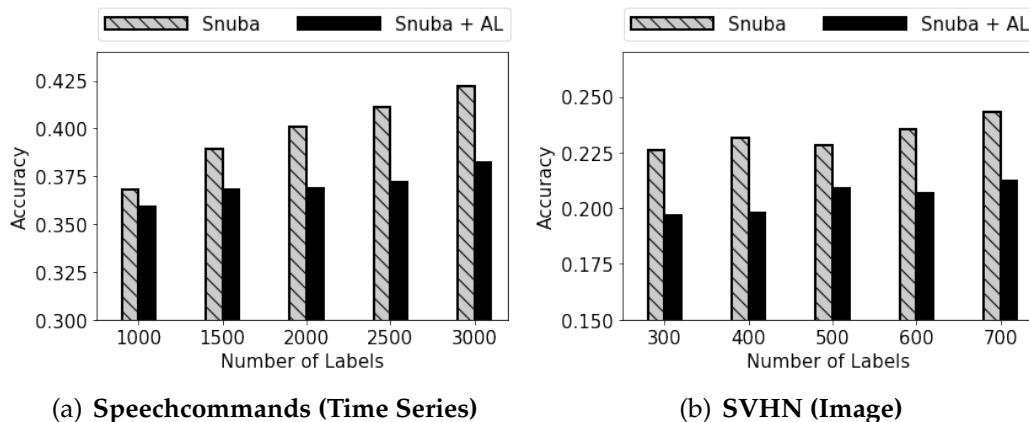 Snuba Snuba + AL
Accuracy
0.425
0.400
0.375
0.350
0.325
0.300
1000 1500 2000 2500 3000
Number of Labels
(a) Speechcommands (Time Series)
Snuba Snuba + AL
Accuracy
0.250
0.225
0.200
0.175
0.150
300 400 500 600 700
Number of Labels
(b) SVHN (Image)